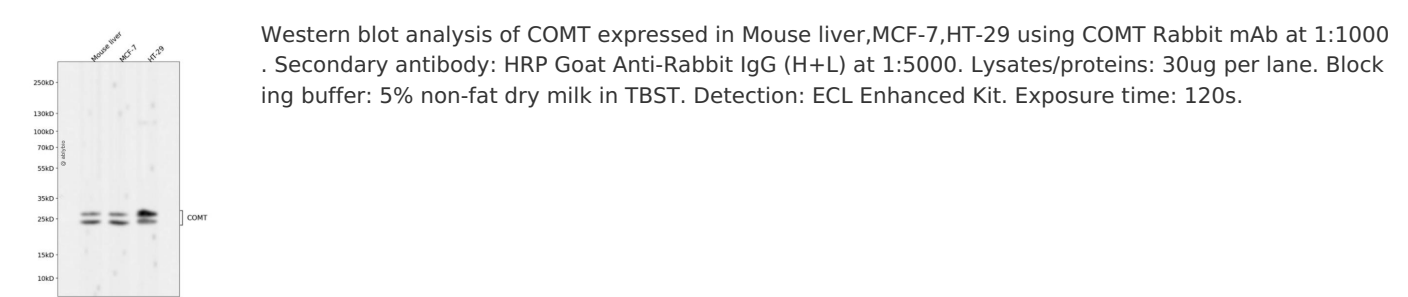 Mouse liver
MCF-7
HT-29
250kD
130kD
100kD
70kD
55kD
35kD
25kD
15kD
10kD
COMT
Western blot analysis of COMT expressed in Mouse liver,MCF-7,HT-29 using COMT Rabbit mAb at 1:1000
. Secondary antibody: HRP Goat Anti-Rabbit IgG (H+L) at 1:5000. Lysates/proteins: 30ug per lane. Block
ing buffer: 5% non-fat dry milk in TBST. Detection: ECL Enhanced Kit. Exposure time: 120s.